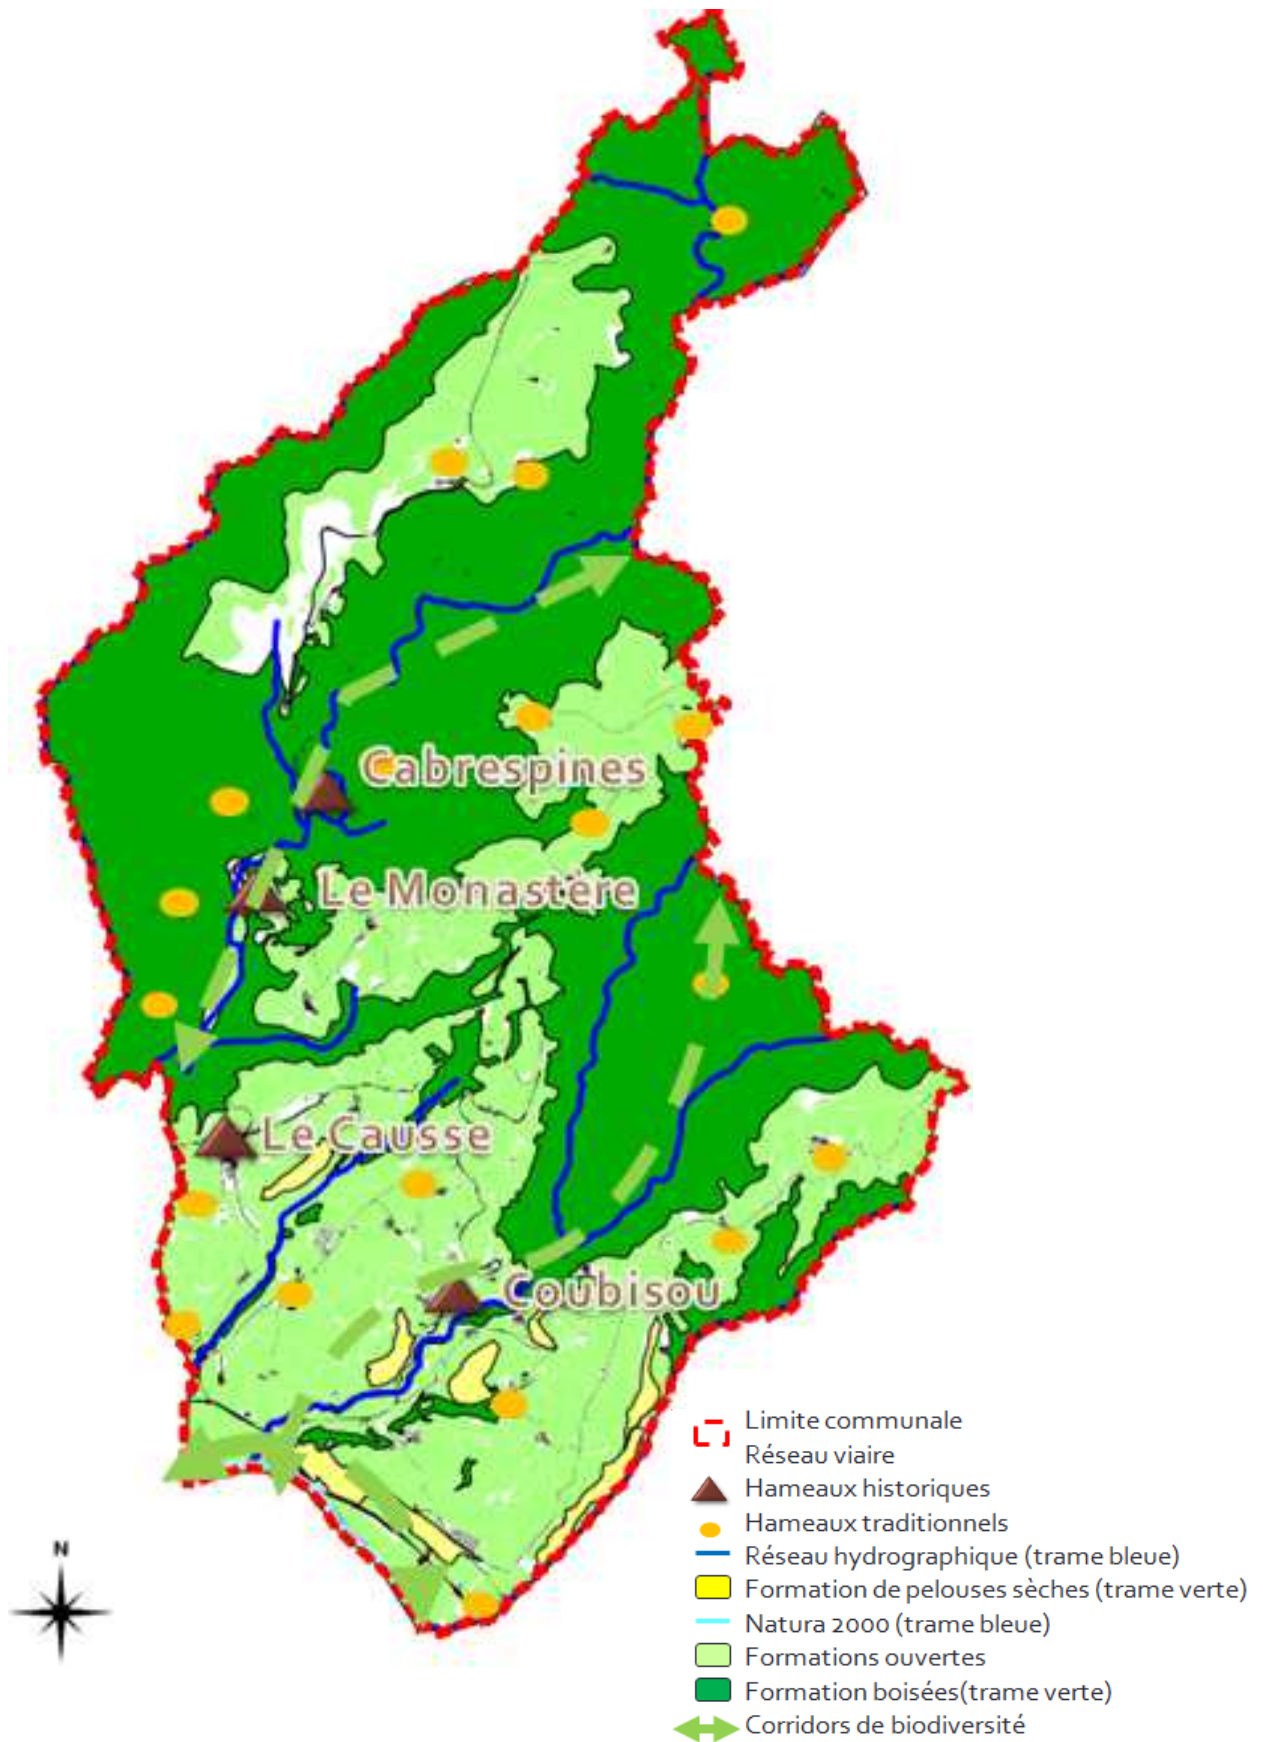 Cabrespines
Le Monastère
Le Causse
Coubisou
N
Limite communale
Réseau viaire
Hameaux historiques
Hameaux traditionnels
Réseau hydrographique (trame bleue)
Formation de pelouses sèches (trame verte)
Natura 2000 (trame bleue)
Formations ouvertes
Formation boisées(trame verte)
Corridors de biodiversité